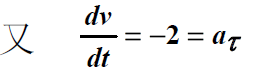 又 dv/dt = -2 = a_τ